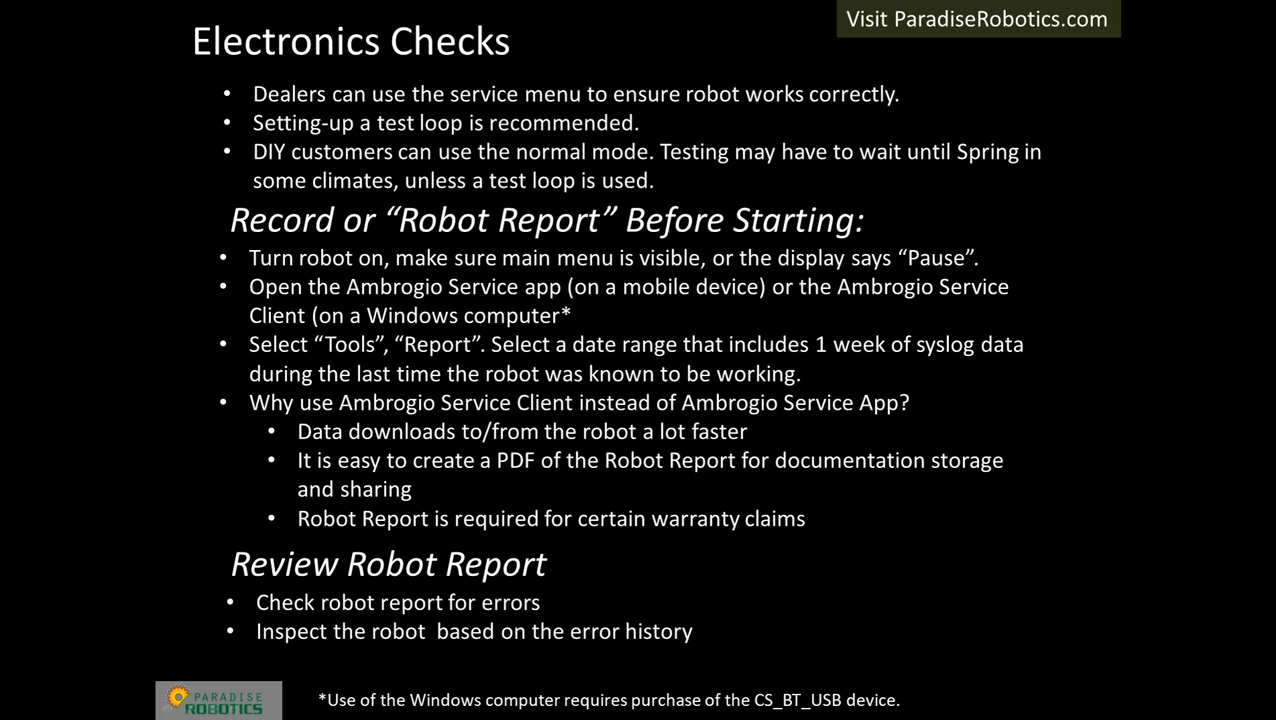 Visit ParadiseRobotics.com
Electronics Checks
• Dealers can use the service menu to ensure robot works correctly.
• Setting-up a test loop is recommended.
• DIY customers can use the normal mode. Testing may have to wait until Spring in
some climates, unless a test loop is used.
Record or “Robot Report” Before Starting:
• Turn robot on, make sure main menu is visible, or the display says “Pause”.
• Open the Ambrogio Service app (on a mobile device) or the Ambrogio Service
Client (on a Windows computer*
• Select “Tools”, “Report”. Select a date range that includes 1 week of syslog data
during the last time the robot was known to be working.
• Why use Ambrogio Service Client instead of Ambrogio Service App?
• Data downloads to/from the robot a lot faster
• It is easy to create a PDF of the Robot Report for documentation storage
and sharing
• Robot Report is required for certain warranty claims
Review Robot Report
• Check robot report for errors
• Inspect the robot based on the error history
PARADISE
ROBOTICS
*Use of the Windows computer requires purchase of the CS_BT_USB device.